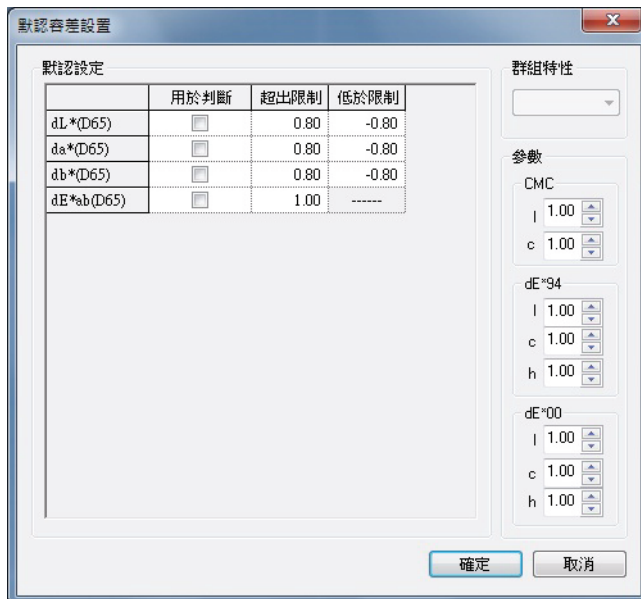 默認容差設置
默認設定
用於判斷 超出限制 低於限制
dL*(D65) 0.80 -0.80
da*(D65) 0.80 -0.80
db*(D65) 0.80 -0.80
dE*ab(D65) 1.00 ------
群組特性
參數
CMC
l 1.00
c 1.00
dE*94
l 1.00
c 1.00
h 1.00
dE*00
l 1.00
c 1.00
h 1.00
確定 取消